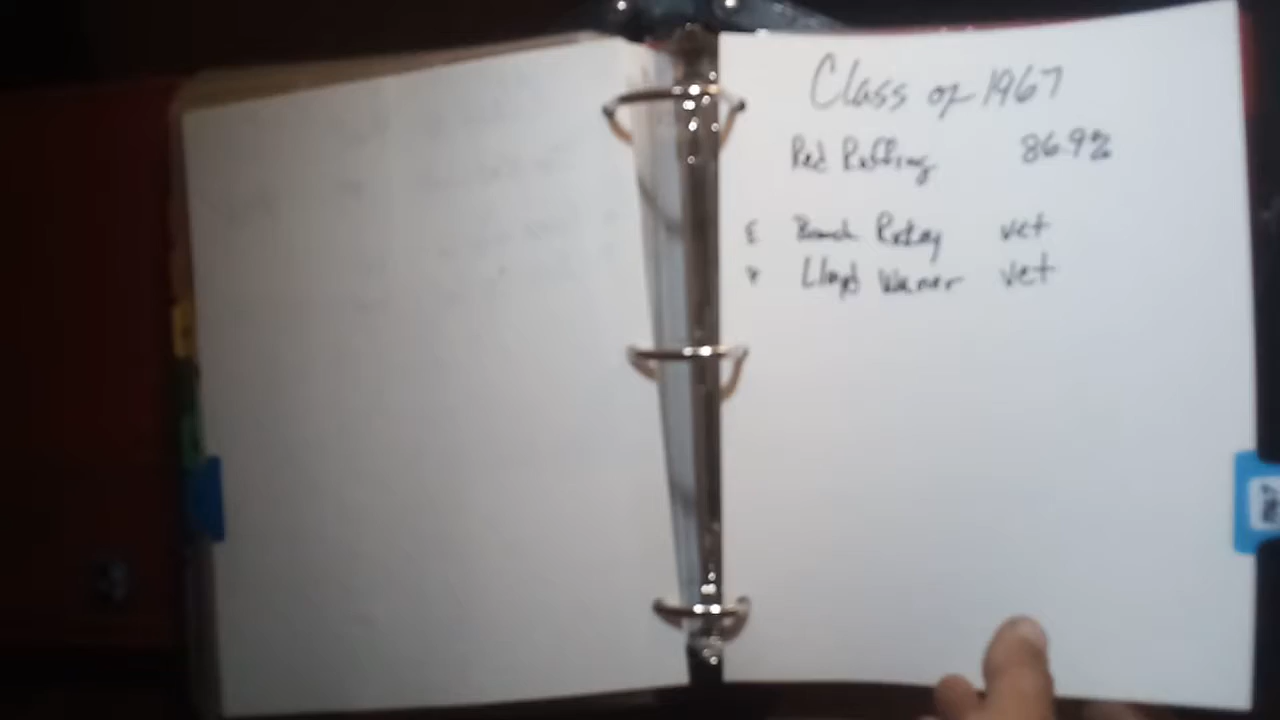 Class of 1967
Red Ruffing 86.9%
E Branch Rickey vet
Lloyd Waner vet